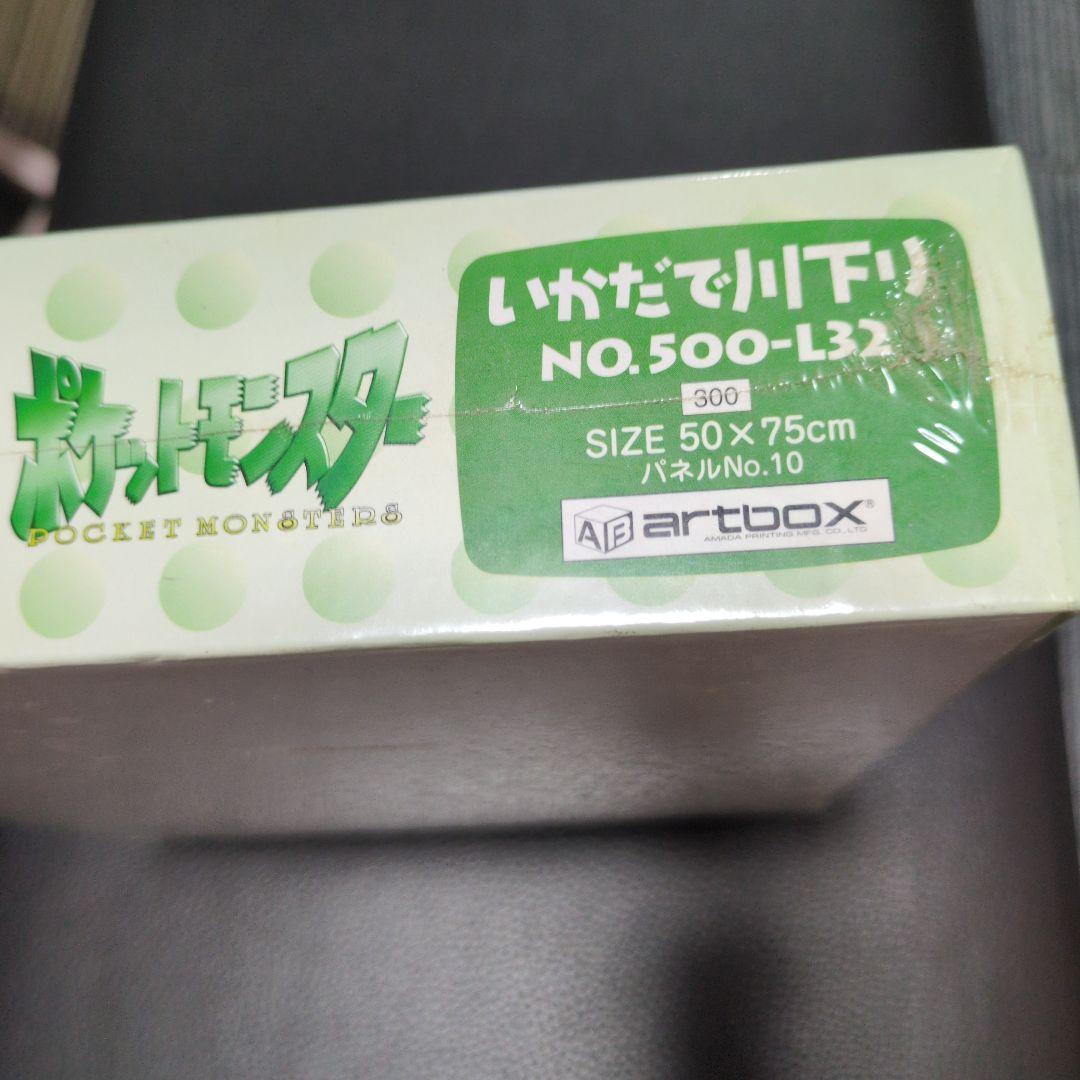 ポケットモンスター
POCKET MONSTERS
いかだで川下り
NO.500-L32
300
SIZE 50×75cm
パネルNo.10
AB artbox®
AMADA PRINTING MFG. CO., LTD